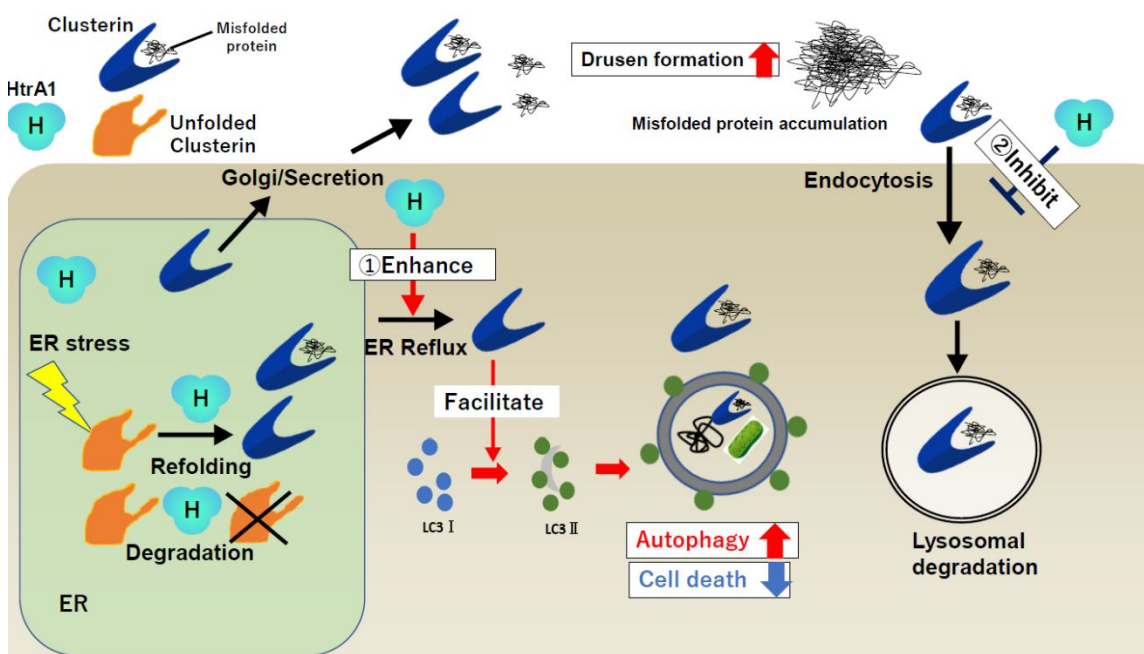 Clusterin
Misfolded
protein
HtrA1
H
Unfolded
Clusterin
Drusen formation
Misfolded protein accumulation
H
②Inhibit
Golgi/Secretion
H
①Enhance
ER Reflux
Endocytosis
H
ER stress
H
Refolding
H
Degradation
ER
Facilitate
LC3 Ⅰ
LC3 Ⅱ
Autophagy
Cell death
Lysosomal
degradation